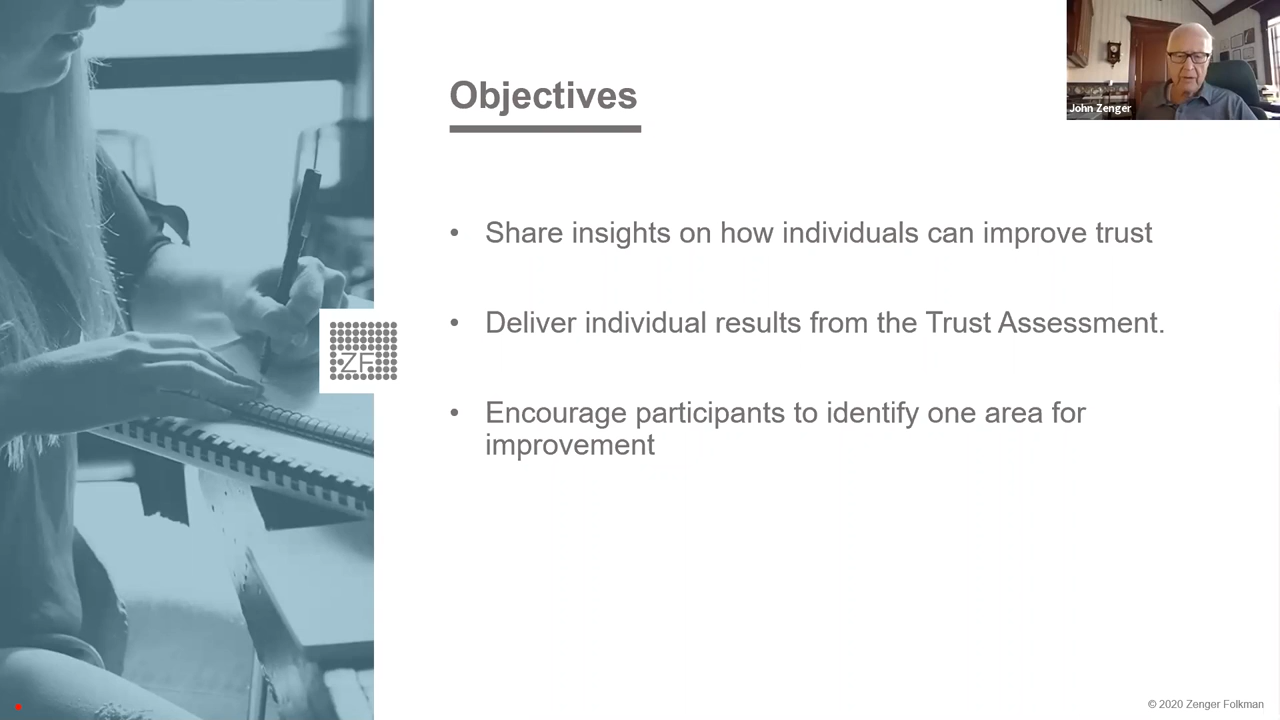 Objectives
John Zenger
• Share insights on how individuals can improve trust
• Deliver individual results from the Trust Assessment.
ZF
• Encourage participants to identify one area for
improvement
© 2020 Zenger Folkman